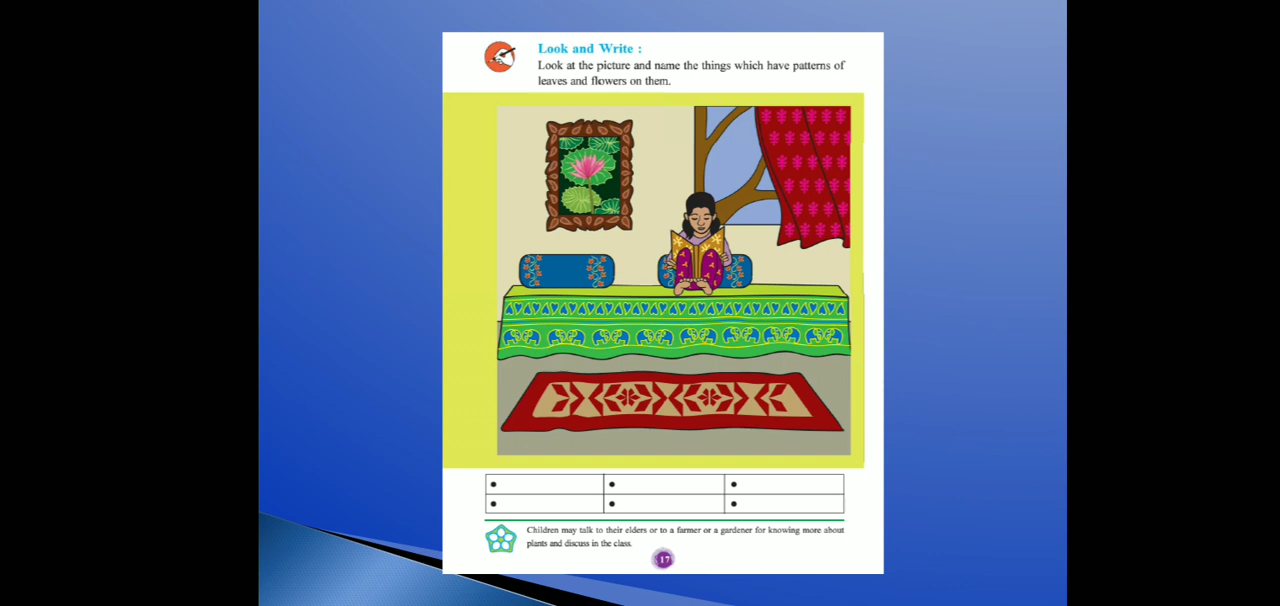 Look and Write :
Look at the picture and name the things which have patterns of
leaves and flowers on them.
Children may talk to their elders or to a farmer or a gardener for knowing more about
plants and discuss in the class.
17